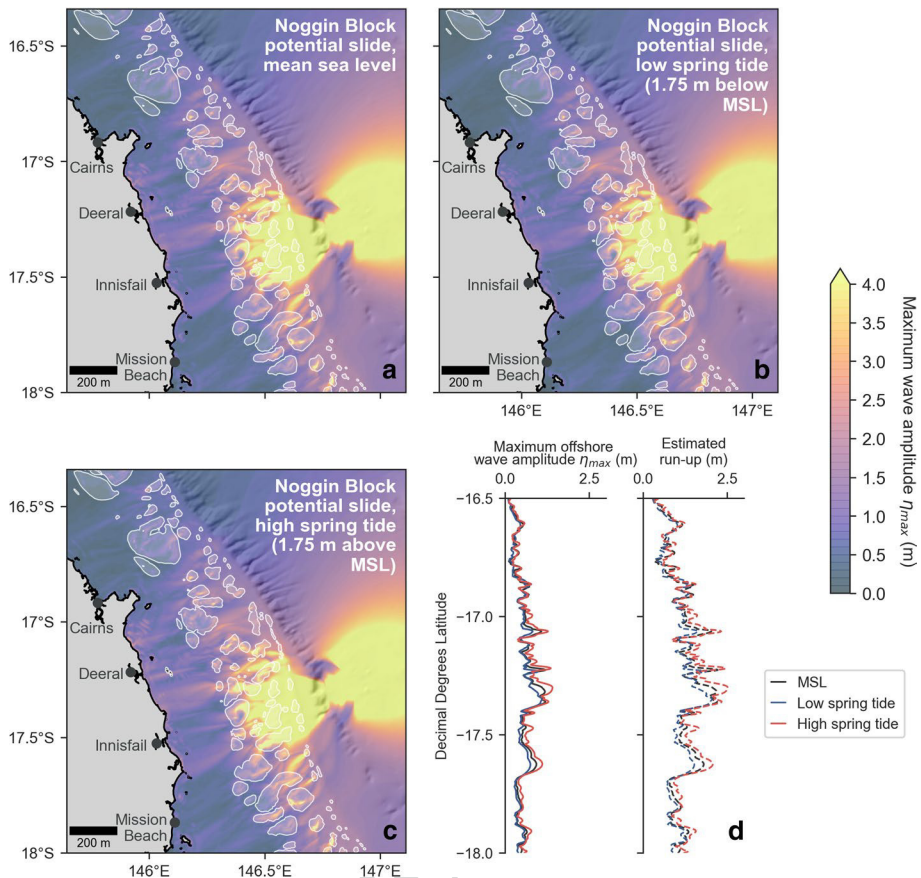 Noggin Block
potential slide,
mean sea level
16.5°S
17°S
17.5°S
18°S
Cairns
Deeral
Innisfail
Mission
Beach
200 m
a
Noggin Block
potential slide,
low spring tide
(1.75 m below
MSL)
Cairns
Deeral
Innisfail
Mission
Beach
200 m
b
146°E
146.5°E
147°E
4.0
3.5
3.0
2.5
2.0
1.5
1.0
0.5
0.0
Maximum wave amplitude ηmax (m)
Noggin Block
potential slide,
high spring tide
(1.75 m above
MSL)
16.5°S
17°S
17.5°S
18°S
Cairns
Deeral
Innisfail
Mission
Beach
200 m
c
146°E
146.5°E
147°E
Maximum offshore
wave amplitude ηmax (m)
0.0
2.5
Estimated
run-up (m)
0.0
2.5
−16.5
−17.0
−17.5
−18.0
Decimal Degrees Latitude
d
MSL
Low spring tide
High spring tide